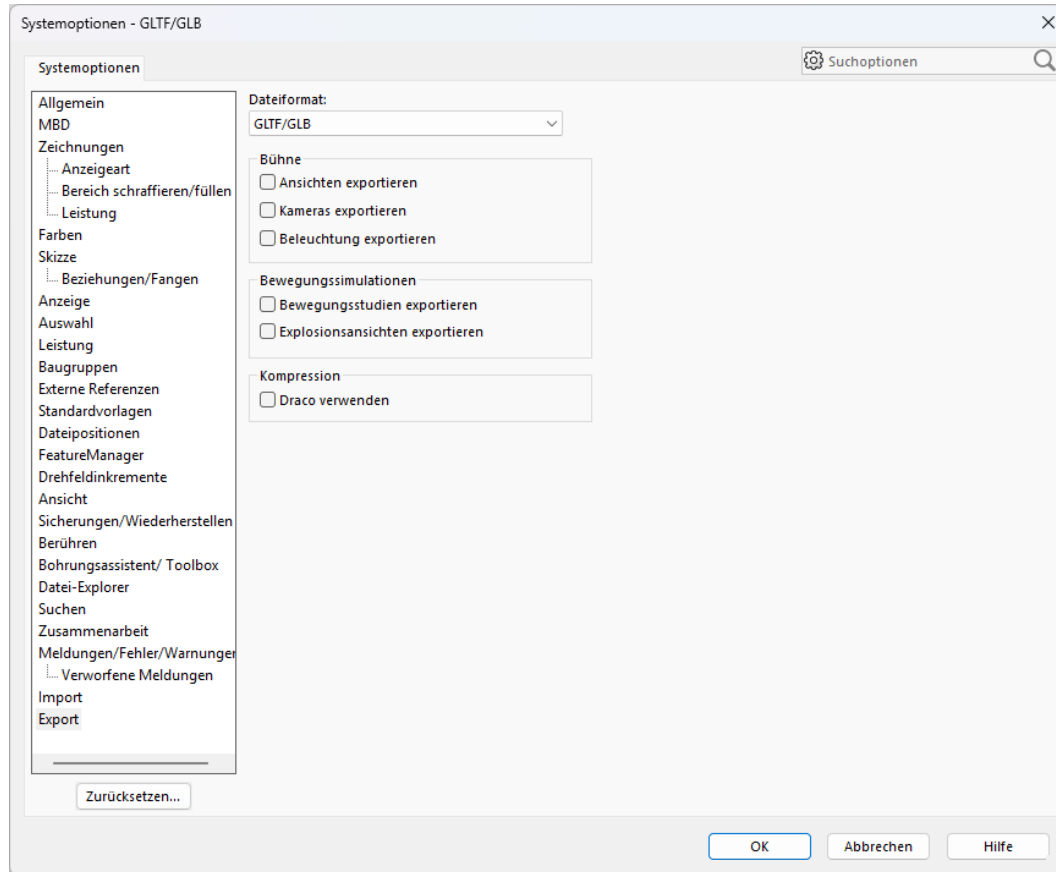 Systemoptionen - GLTF/GLB
Systemoptionen
Suchoptionen
Allgemein
MBD
Zeichnungen
Anzeigeart
Bereich schraffieren/füllen
Leistung
Farben
Skizze
Beziehungen/Fangen
Anzeige
Auswahl
Leistung
Baugruppen
Externe Referenzen
Standardvorlagen
Dateipositionen
FeatureManager
Drehfeldinkremente
Ansicht
Sicherungen/Wiederherstellen
Berühren
Bohrungsassistent/ Toolbox
Datei-Explorer
Suchen
Zusammenarbeit
Meldungen/Fehler/Warnungen
Verworfene Meldungen
Import
Export
Zurücksetzen...
Dateiformat:
GLTF/GLB
Bühne
Ansichten exportieren
Kameras exportieren
Beleuchtung exportieren
Bewegungssimulationen
Bewegungsstudien exportieren
Explosionsansichten exportieren
Kompression
Draco verwenden
OK
Abbrechen
Hilfe